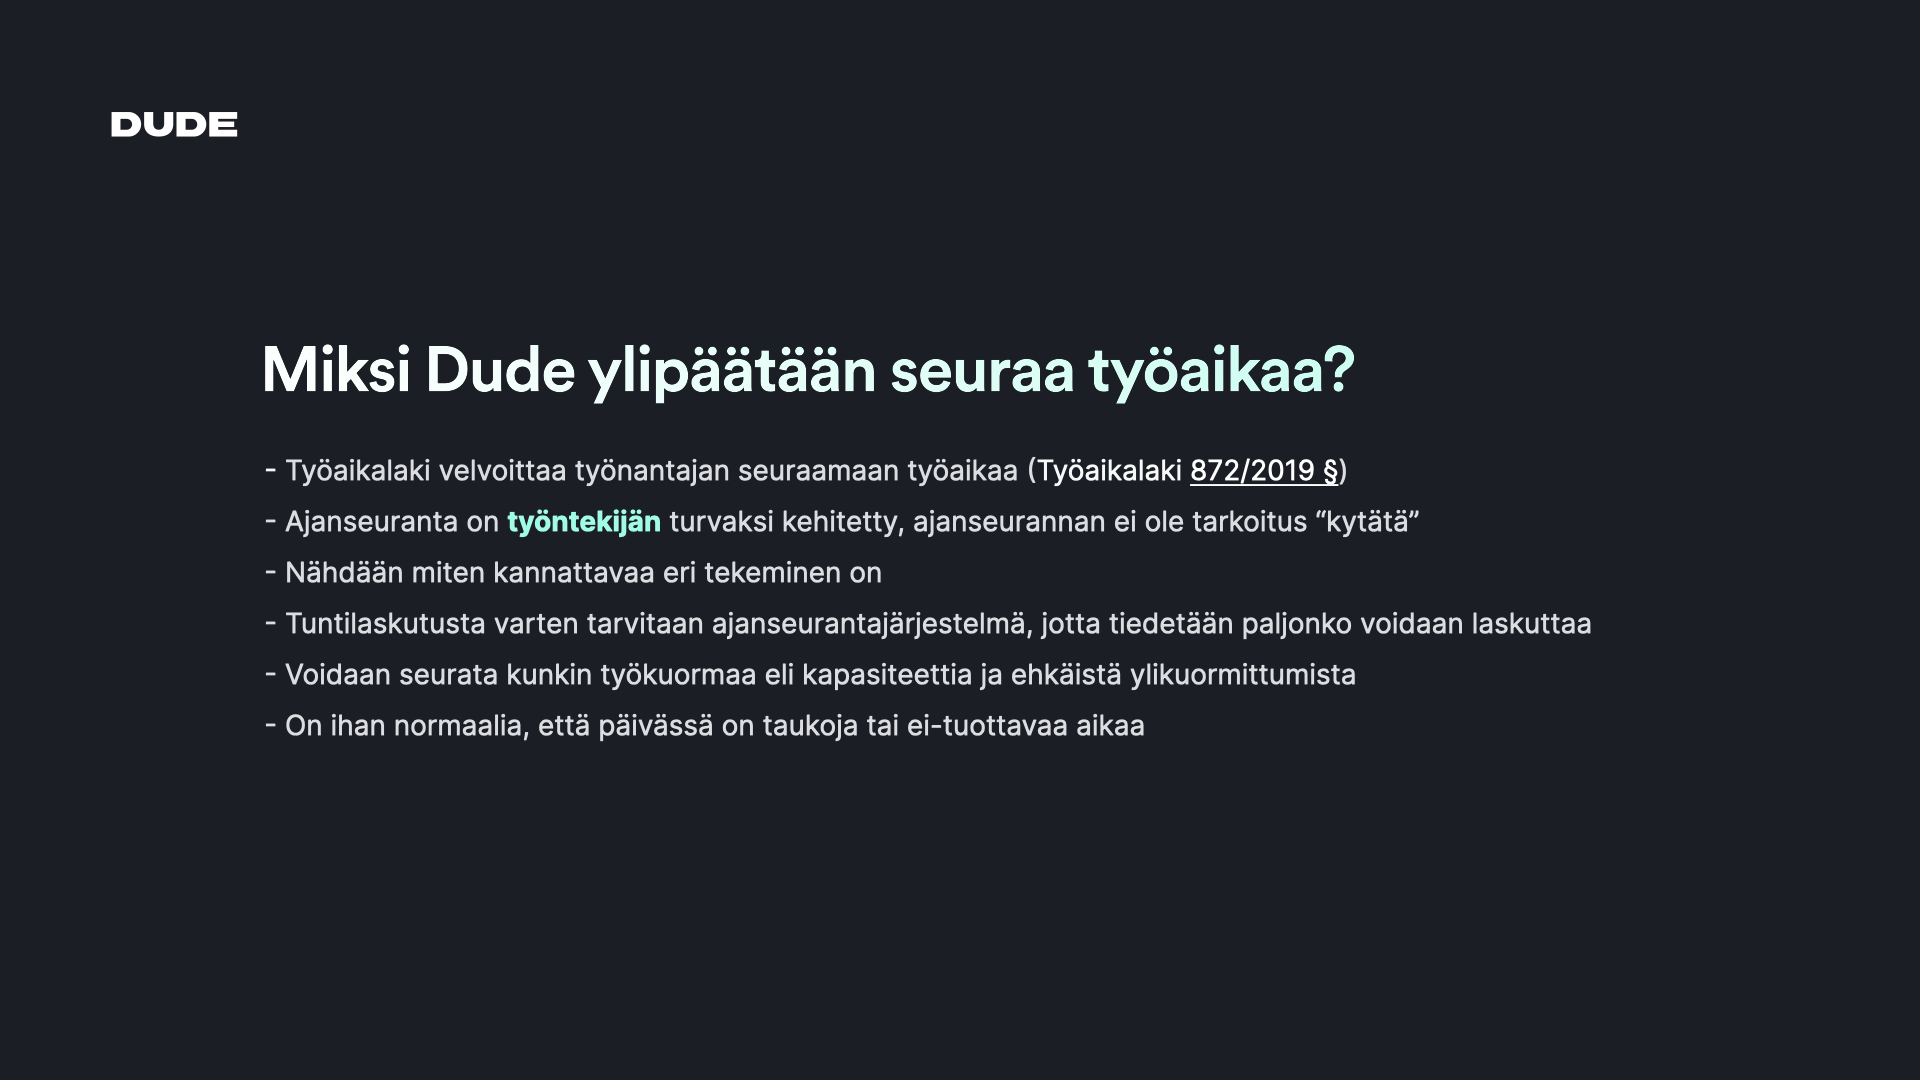 DUDE
Miksi Dude ylipäätään seuraa työaikaa?
- Työaikalaki velvoittaa työnantajan seuraamaan työaikaa (Työaikalaki 872/2019 §)
- Ajanseuranta on työntekijän turvaksi kehitetty, ajanseurannan ei ole tarkoitus “kytätä”
- Nähdään miten kannattavaa eri tekeminen on
- Tuntilaskutusta varten tarvitaan ajanseurantajärjestelmä, jotta tiedetään paljonko voidaan laskuttaa
- Voidaan seurata kunkin työkuormaa eli kapasiteettia ja ehkäistä ylikuormittumista
- On ihan normaalia, että päivässä on taukoja tai ei-tuottavaa aikaa